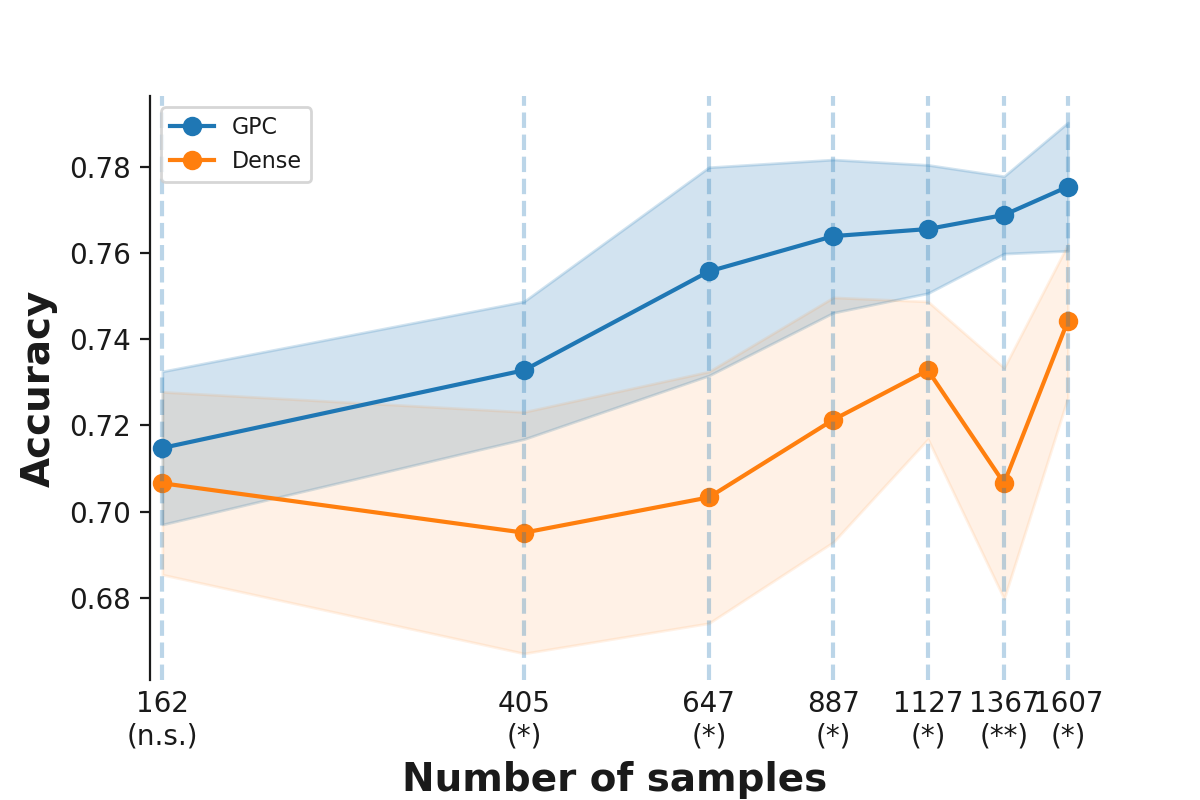 GPC
Dense
0.78
0.76
0.74
0.72
0.70
0.68
Accuracy
162 405 647 887 1127 1367 1607
(n.s.) (*) (*) (*) (*) (**) (*)
Number of samples